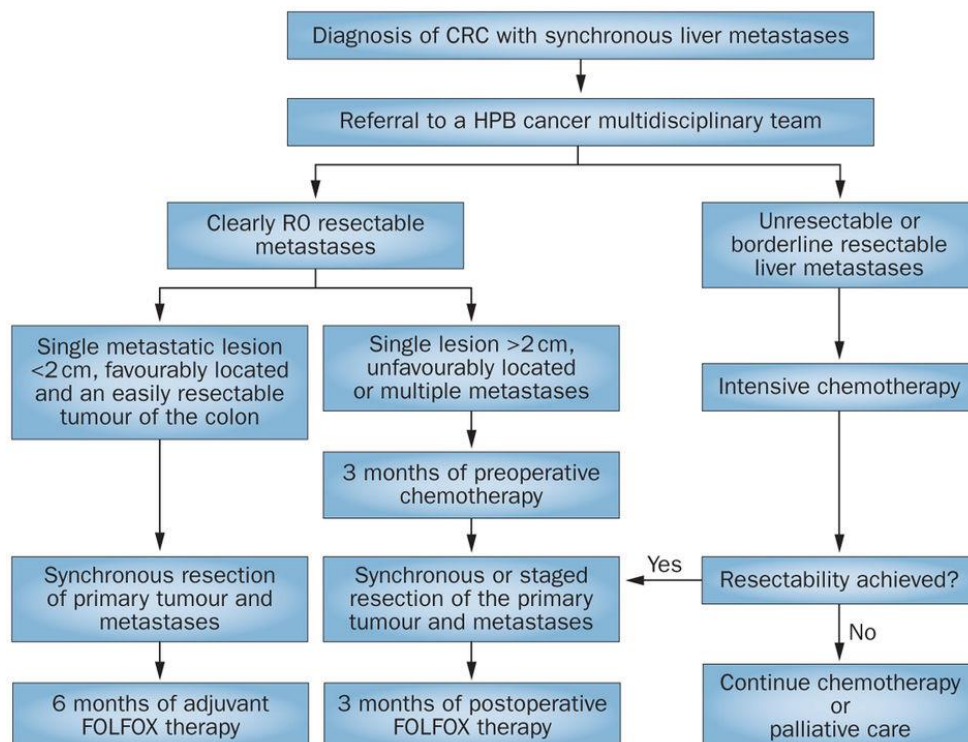 Diagnosis of CRC with synchronous liver metastases
Referral to a HPB cancer multidisciplinary team
Clearly R0 resectable
metastases
Unresectable or
borderline resectable
liver metastases
Single metastatic lesion
<2 cm, favourably located
and an easily resectable
tumour of the colon
Single lesion >2 cm,
unfavourably located
or multiple metastases
Intensive chemotherapy
3 months of preoperative
chemotherapy
Synchronous resection
of primary tumour and
metastases
Synchronous or staged
resection of the primary
tumour and metastases
Yes
Resectability achieved?
No
6 months of adjuvant
FOLFOX therapy
3 months of postoperative
FOLFOX therapy
Continue chemotherapy
or
palliative care